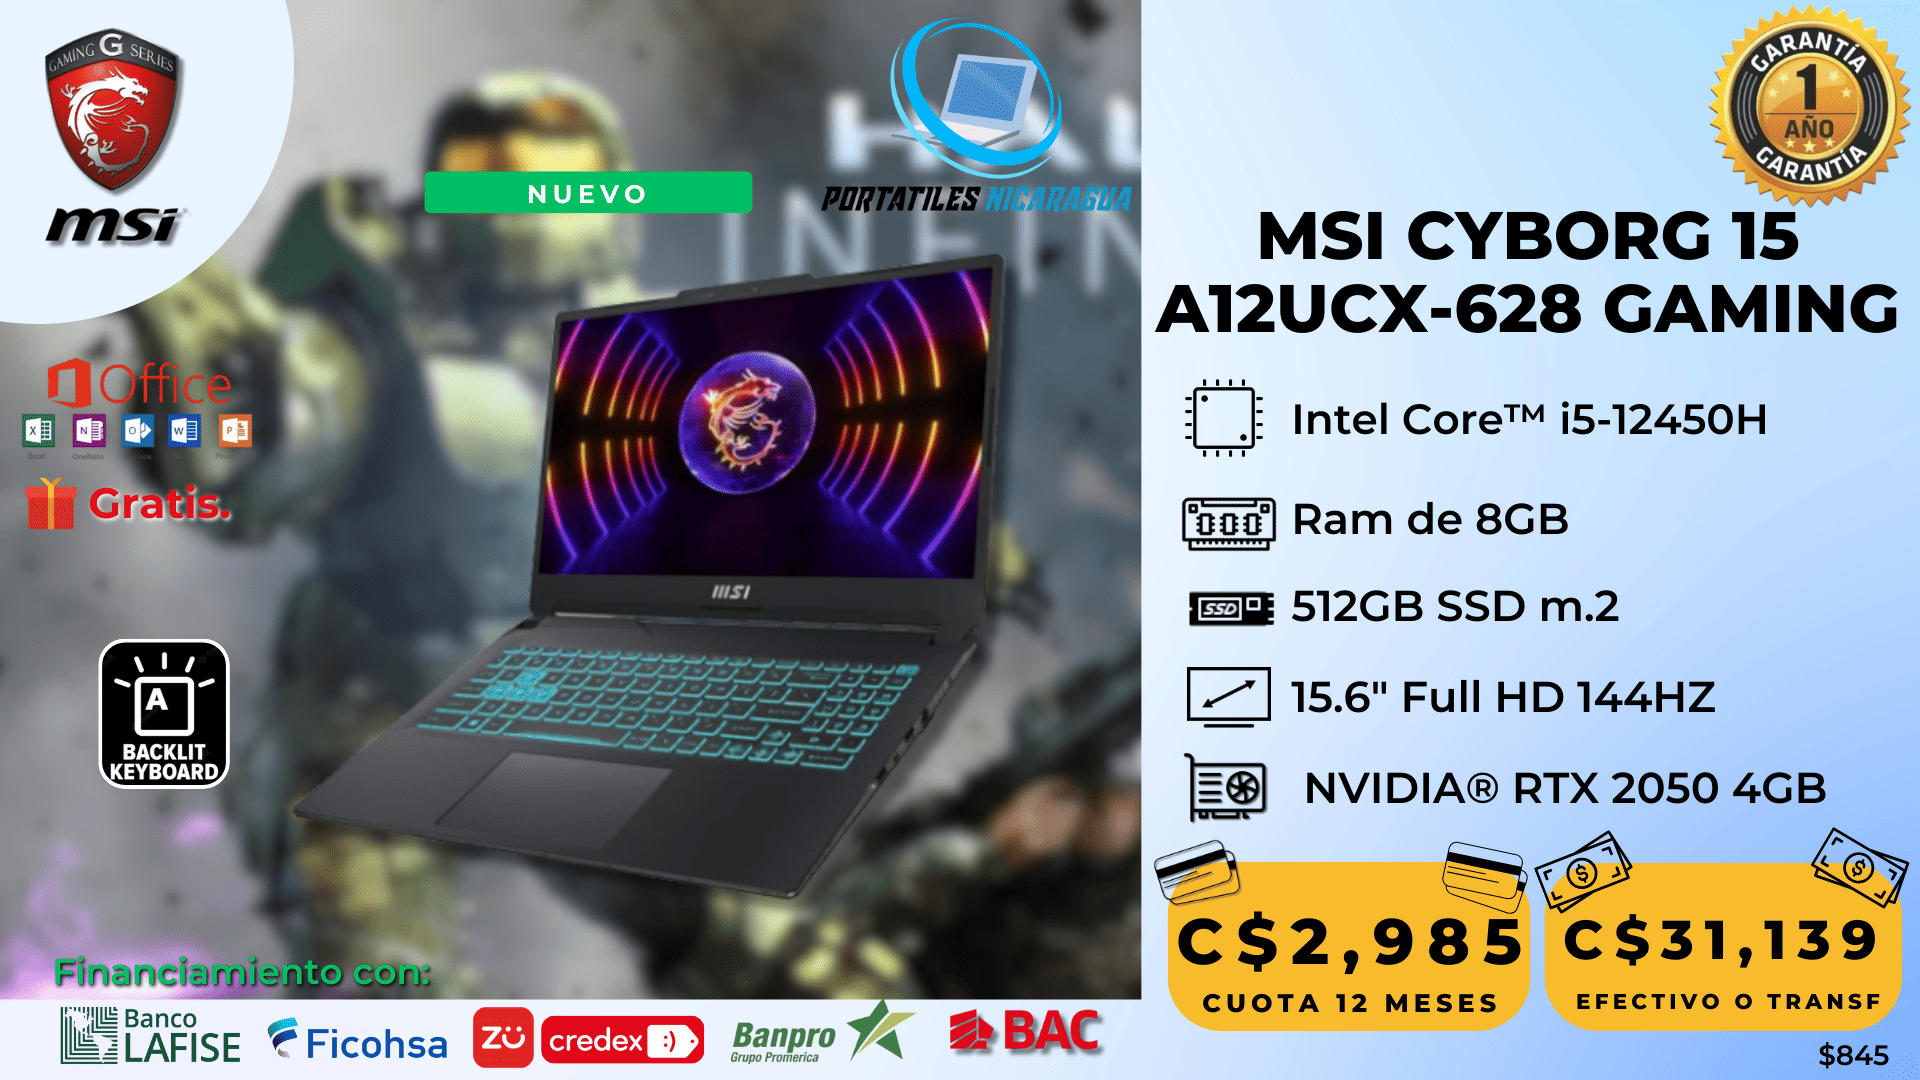 GAMING G SERIES
msi
NUEVO
PORTATILES NICARAGUA
GARANTÍA
1
AÑO
GARANTÍA
MSI CYBORG 15
A12UCX-628 GAMING
Office
Excel
OneNote
Gratis.
Intel Core™ i5-12450H
Ram de 8GB
SSD
512GB SSD m.2
15.6" Full HD 144HZ
NVIDIA® RTX 2050 4GB
msi
A
BACKLIT
KEYBOARD
C$2,985
CUOTA 12 MESES
C$31,139
EFECTIVO O TRANSF
$845
Financiamiento con:
Banco
LAFISE
Ficohsa
zü
credex
Banpro
Grupo Promerica
BAC